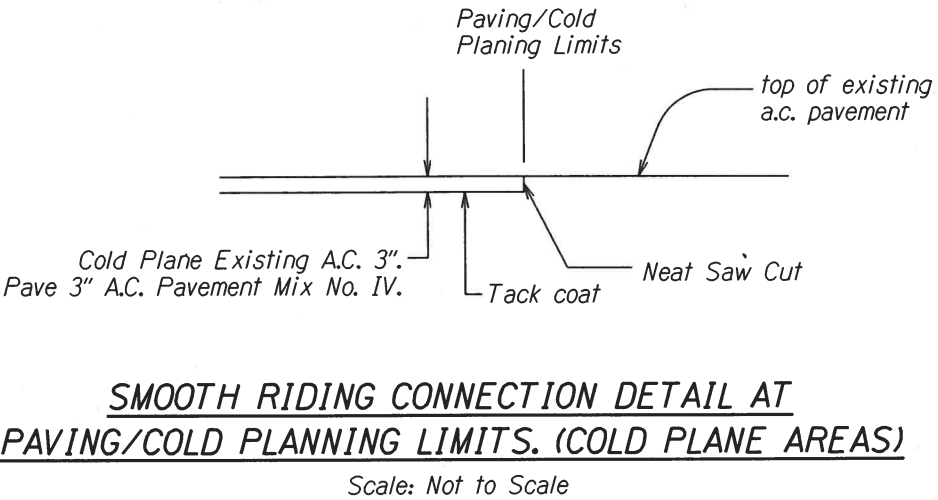 Paving/Cold
Planing Limits
top of existing
a.c. pavement
Cold Plane Existing A.C. 3".
Pave 3" A.C. Pavement Mix No. IV.
Tack coat
Neat Saw Cut
SMOOTH RIDING CONNECTION DETAIL AT
PAVING/COLD PLANNING LIMITS. (COLD PLANE AREAS)
Scale: Not to Scale